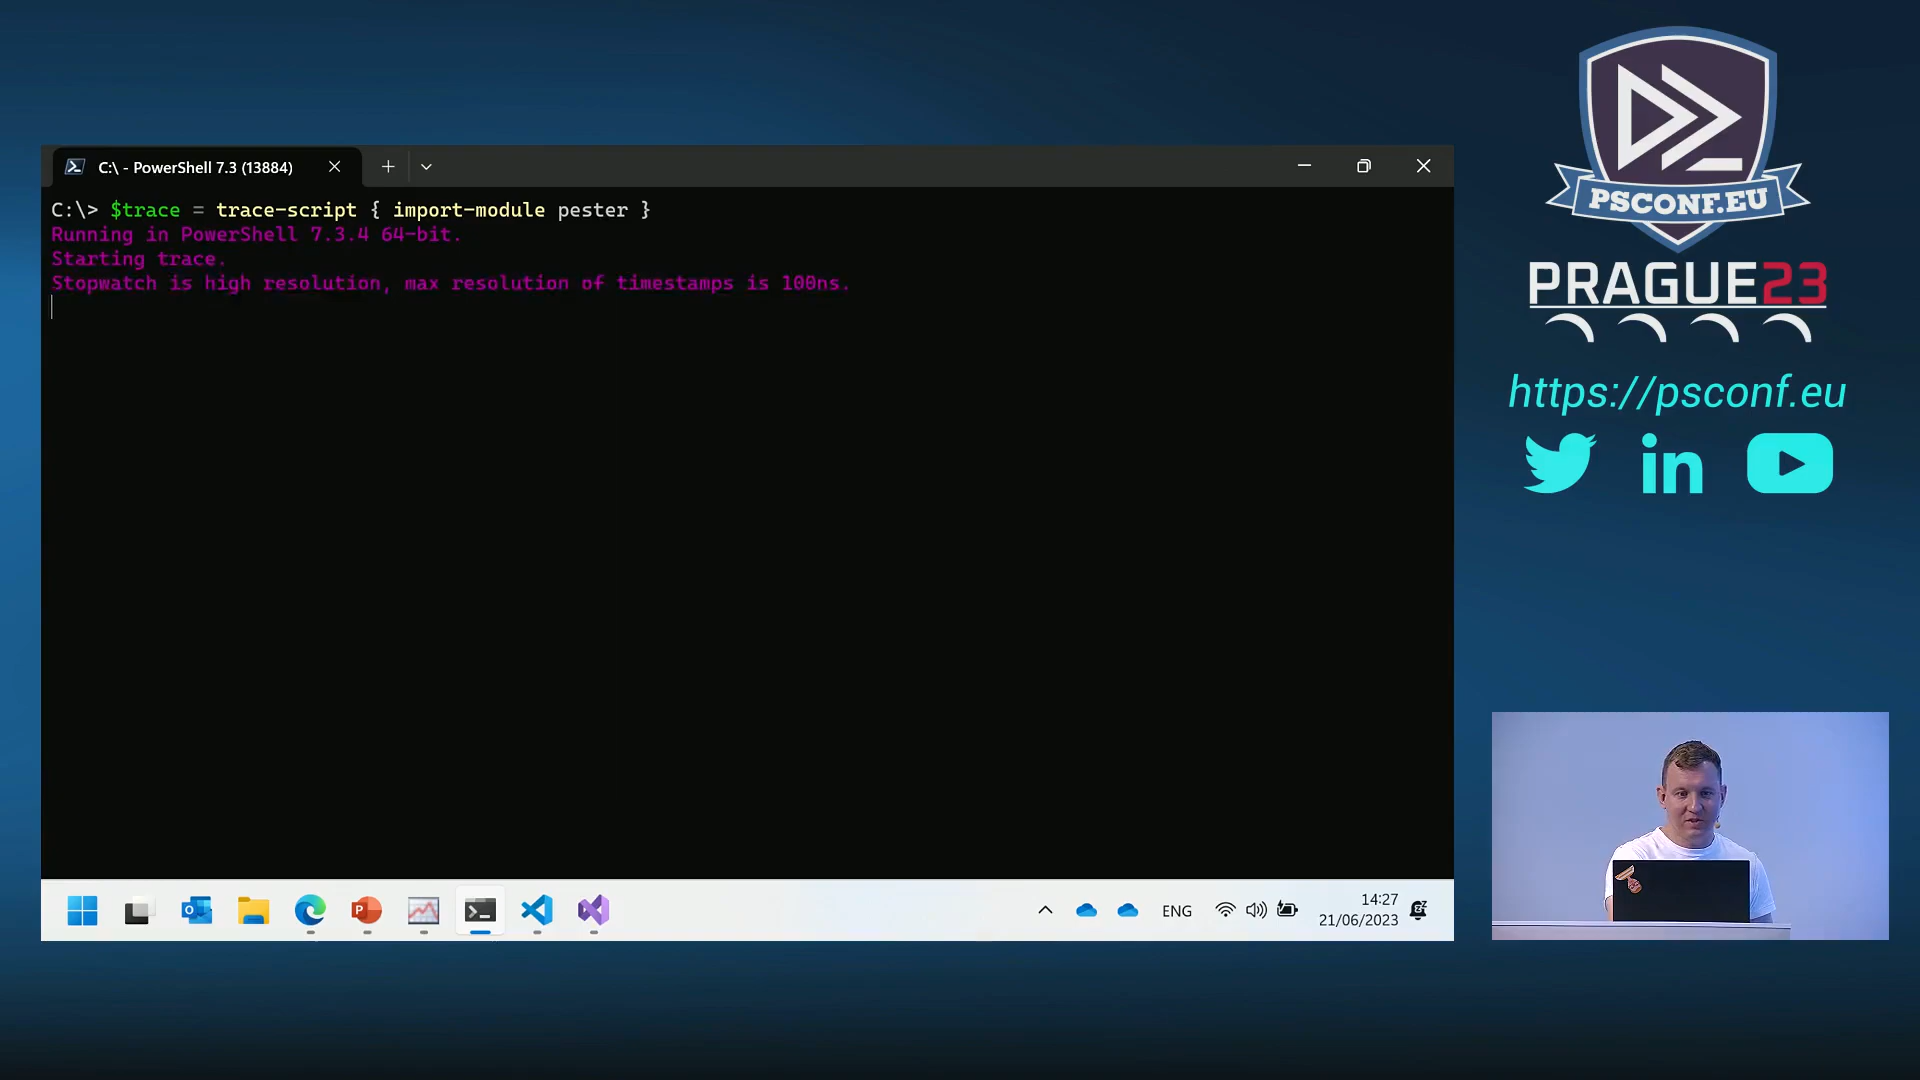 C:\ - PowerShell 7.3 (13884)
C:\> $trace = trace-script { import-module pester }
Running in PowerShell 7.3.4 64-bit.
Starting trace.
Stopwatch is high resolution, max resolution of timestamps is 100ns.
ENG
14:27
21/06/2023
PSCONF.EU
PRAGUE23
https://psconf.eu
in